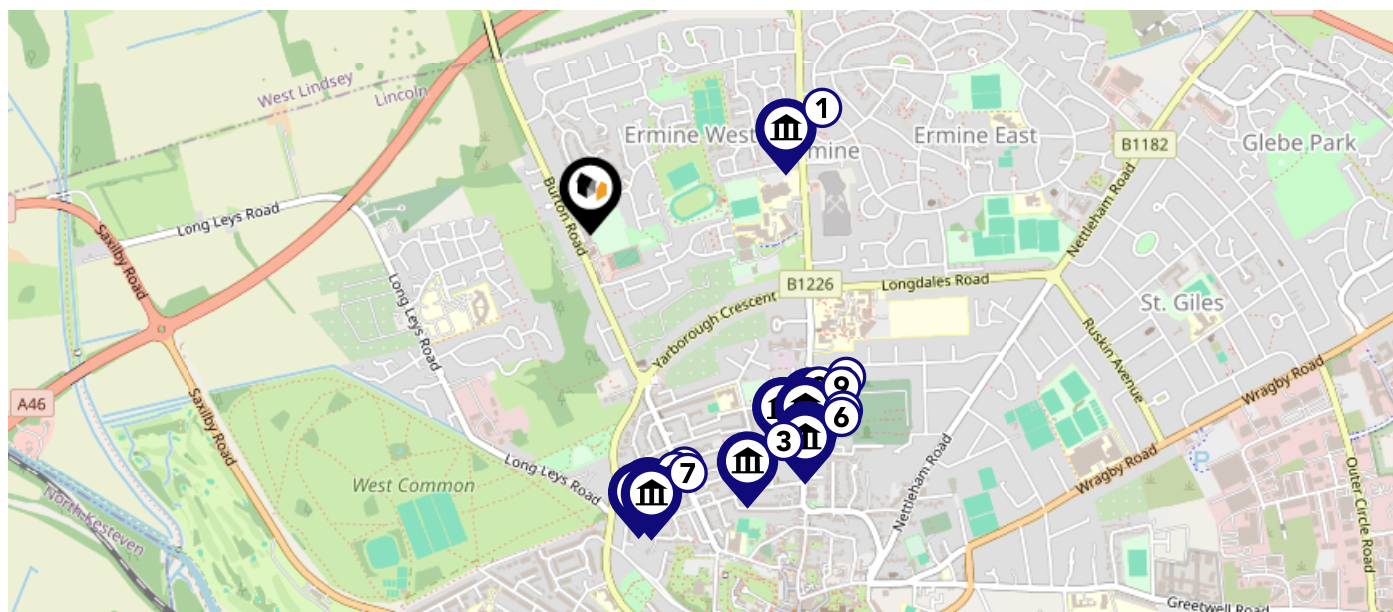 West Lindsey
Lincoln
1
Ermine West
Ermine East
B1182
Glebe Park
Burton Road
Nettleham Road
Long Leys Road
Saxilby Road
Long Leys Road
B1226
Longdales Road
Yarborough Crescent
St. Giles
Ruskin Avenue
Wragby Road
A46
Saxilby Road
9
6
3
7
Long Leys Road
West Common
North Kesteven
Nettleham Road
Wragby Road
P
Outer Circle Road
Greetwell Road